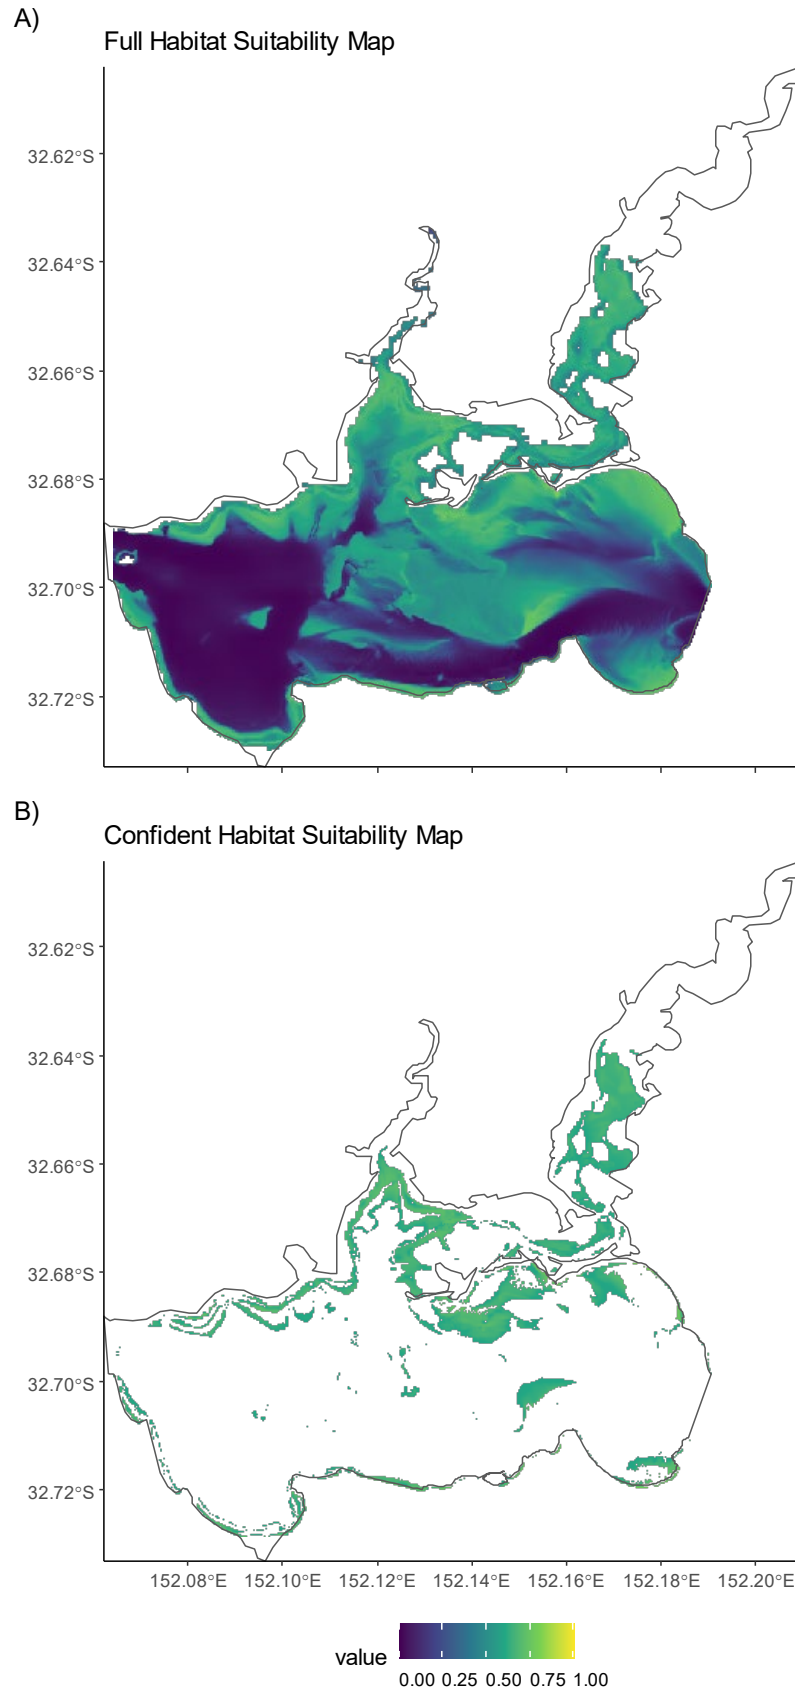 A)
Full Habitat Suitability Map
32.62°S
32.64°S
32.66°S
32.68°S
32.70°S
32.72°S
B)
Confident Habitat Suitability Map
32.62°S
32.64°S
32.66°S
32.68°S
32.70°S
32.72°S
152.08°E 152.10°E 152.12°E 152.14°E 152.16°E 152.18°E 152.20°E
value
0.00 0.25 0.50 0.75 1.00